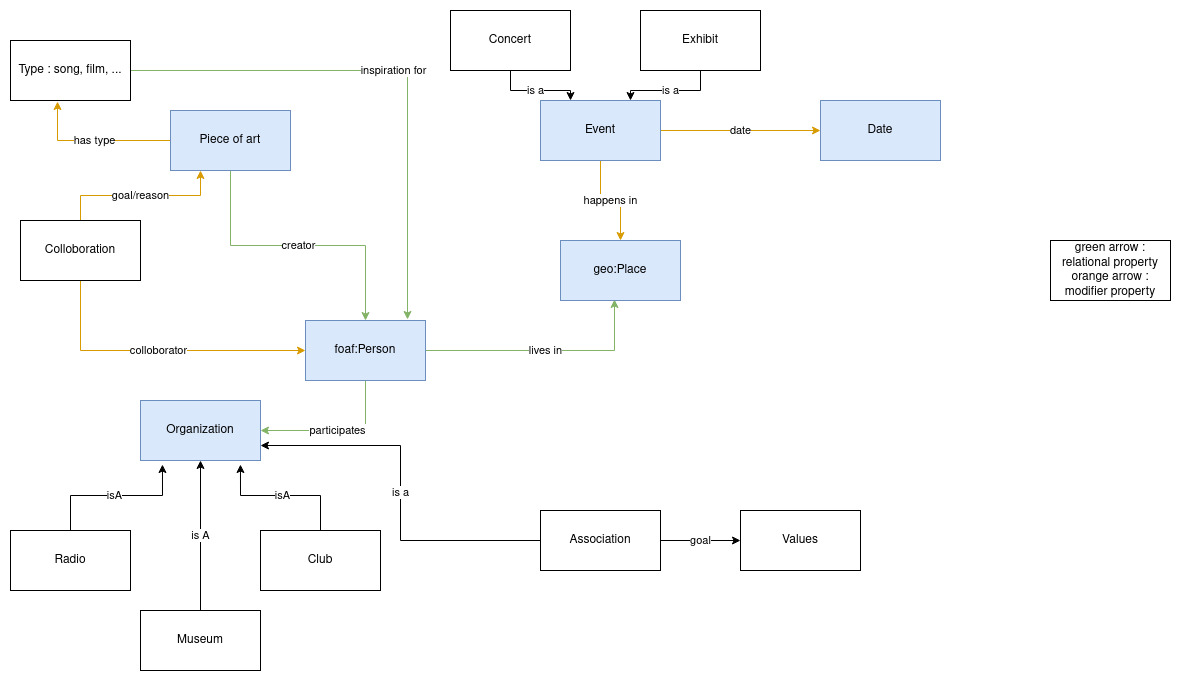 Concert
Exhibit
Type : song, film, ...
inspiration for
is a
is a
Piece of art
Event
date
Date
has type
goal/reason
happens in
Colloboration
creator
geo:Place
green arrow :
relational property
orange arrow :
modifier property
colloborator
foaf:Person
lives in
Organization
participates
isA
isA
is a
is A
Radio
Club
Association
goal
Values
Museum